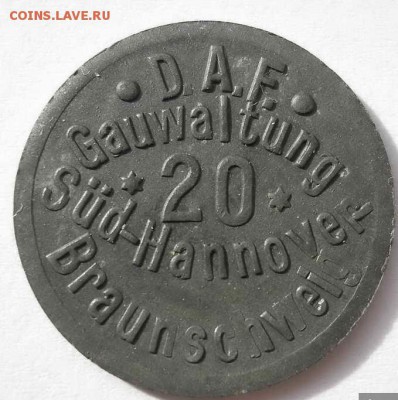 COINS.LAVE.RU
• D.A.F. •
Gauwaltung
* 20 *
Süd-Hannover
Braunschweig